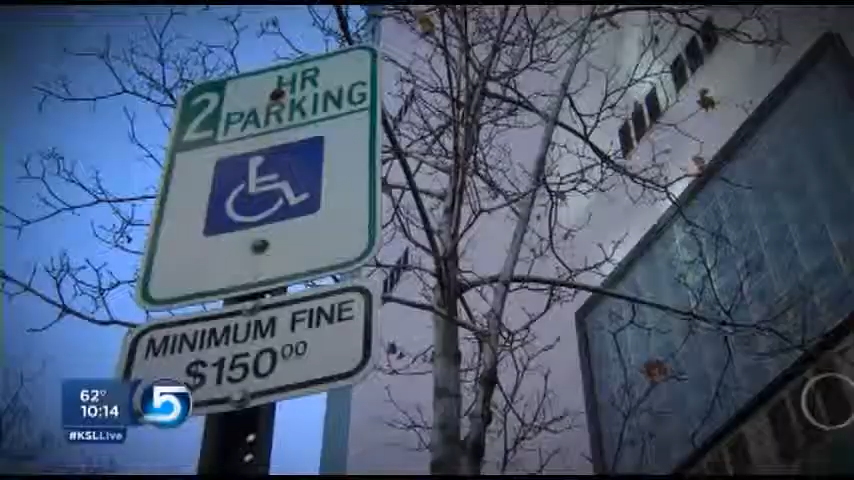 2 HR
PARKING
MINIMUM FINE
$150⁰⁰
62°
10:14
5
#KSLLive